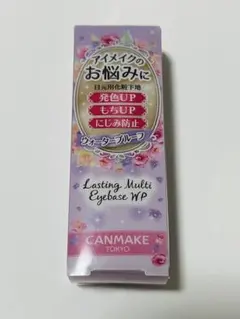 アイメイクの
お悩みに
目元用化粧下地
発色UP
もちUP
にじみ防止
ウォータープルーフ
Lasting Multi
Eyebase WP
CANMAKE
TOKYO